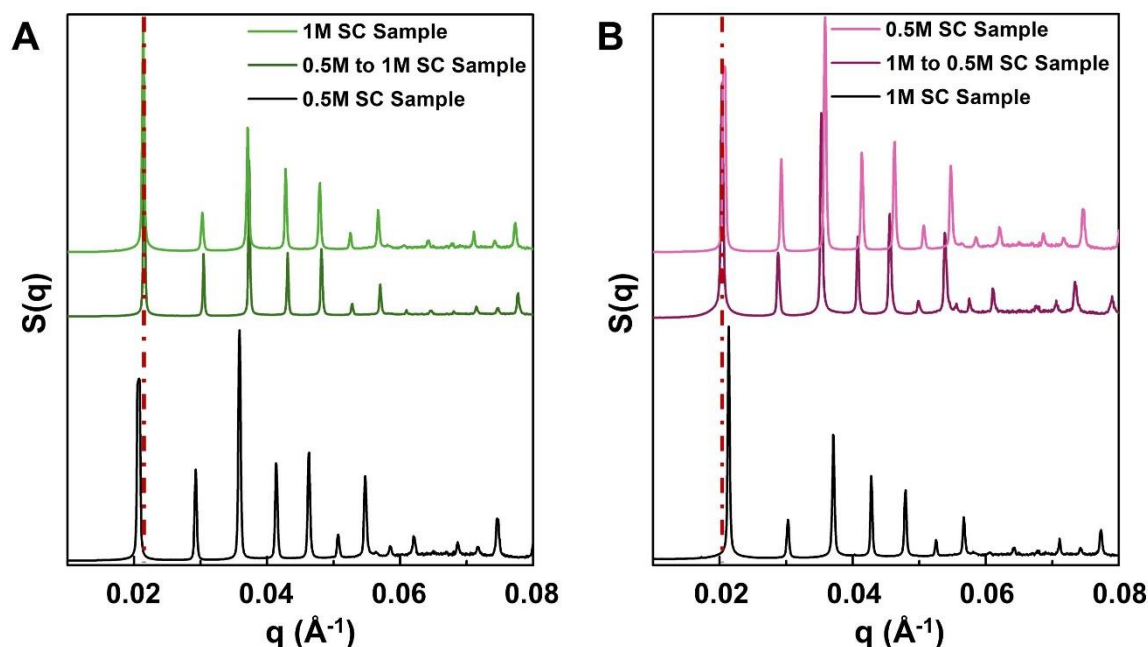 A
1M SC Sample
0.5M to 1M SC Sample
0.5M SC Sample
S(q)
0.02 0.04 0.06 0.08
q (Å⁻¹)
B
0.5M SC Sample
1M to 0.5M SC Sample
1M SC Sample
S(q)
0.02 0.04 0.06 0.08
q (Å⁻¹)